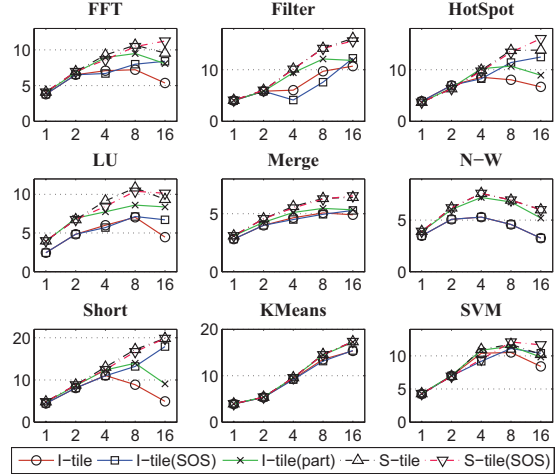 FFT Filter HotSpot
10 5 0
10 0
10 0
1 2 4 8 16 1 2 4 8 16 1 2 4 8 16
LU Merge N−W
10 5 0
5 0
5 0
1 2 4 8 16 1 2 4 8 16 1 2 4 8 16
Short KMeans SVM
20 10 0
20 10 0
10 0
1 2 4 8 16 1 2 4 8 16 1 2 4 8 16
I−tile I−tile(SOS) I−tile(part) S−tile S−tile(SOS)